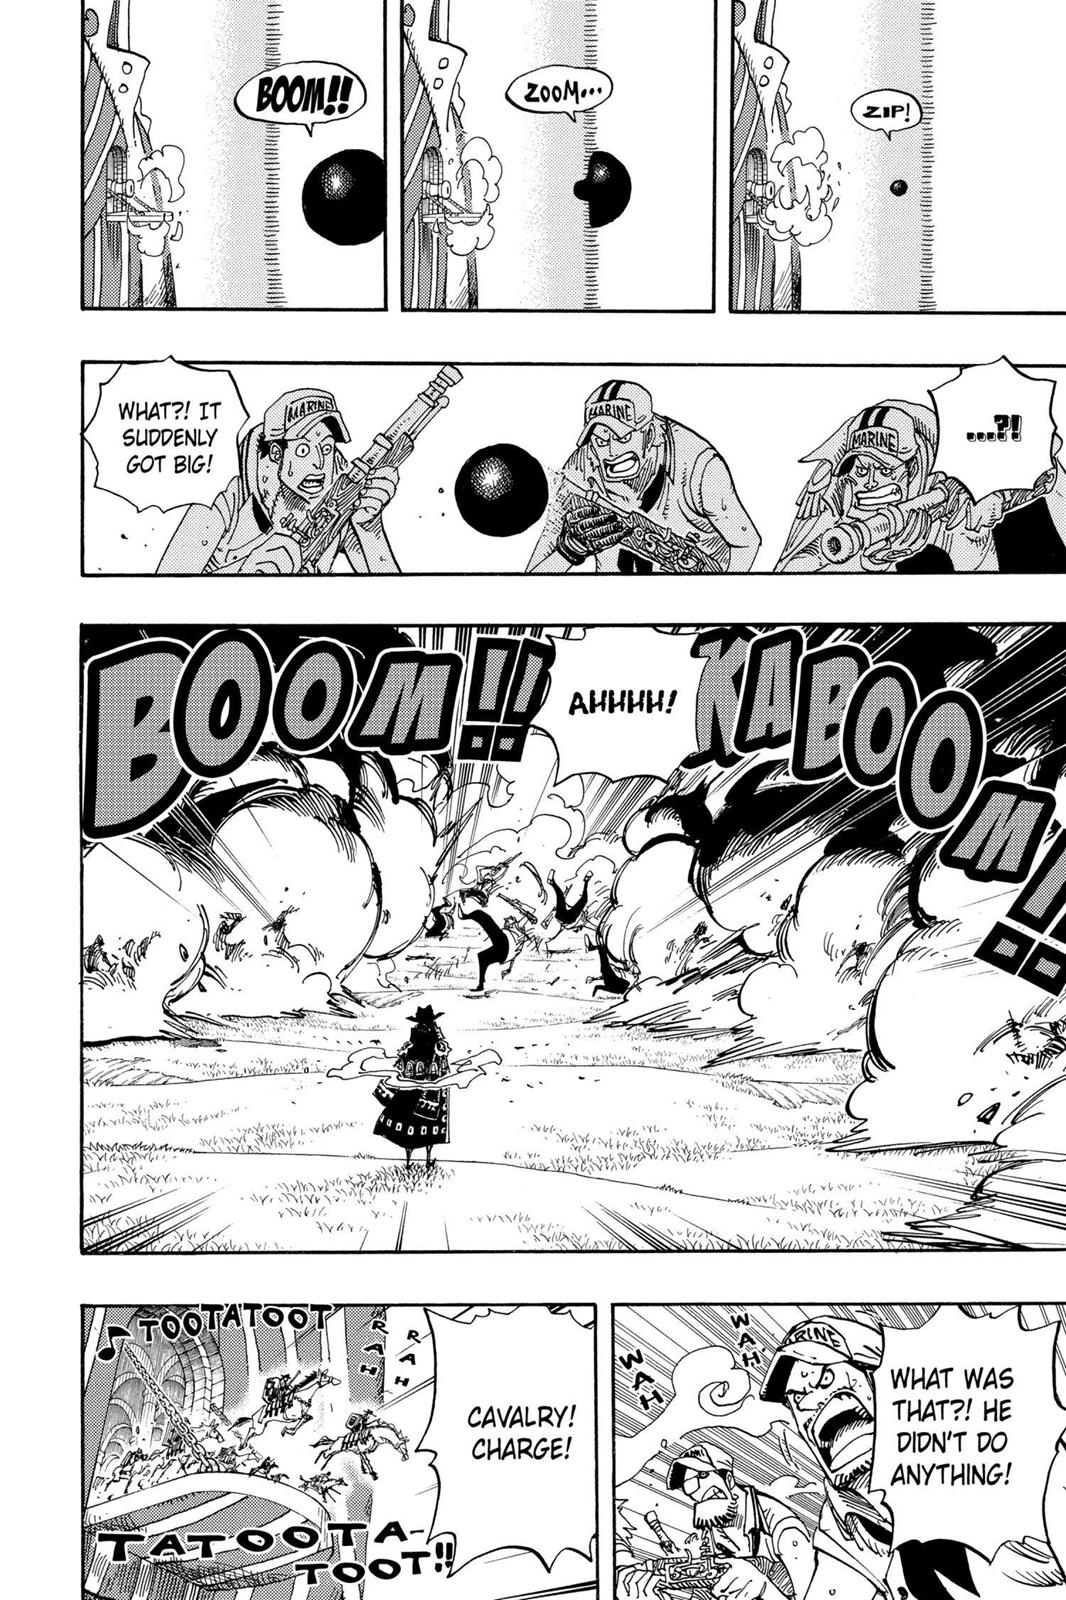 ZIP!
ZOOM...
BOOM!!
...?!
MARINE
MARINE
MARINE
WHAT?! IT
SUDDENLY
GOT BIG!
KABOOM!!
AHHHH!
BOOM!!
WHAT WAS
THAT?! HE
DIDN'T DO
ANYTHING!
WAH
WAH
CAVALRY!
CHARGE!
RAH
RAH
♪ TOOTATOOT
TATOOTA-
TOOT!!